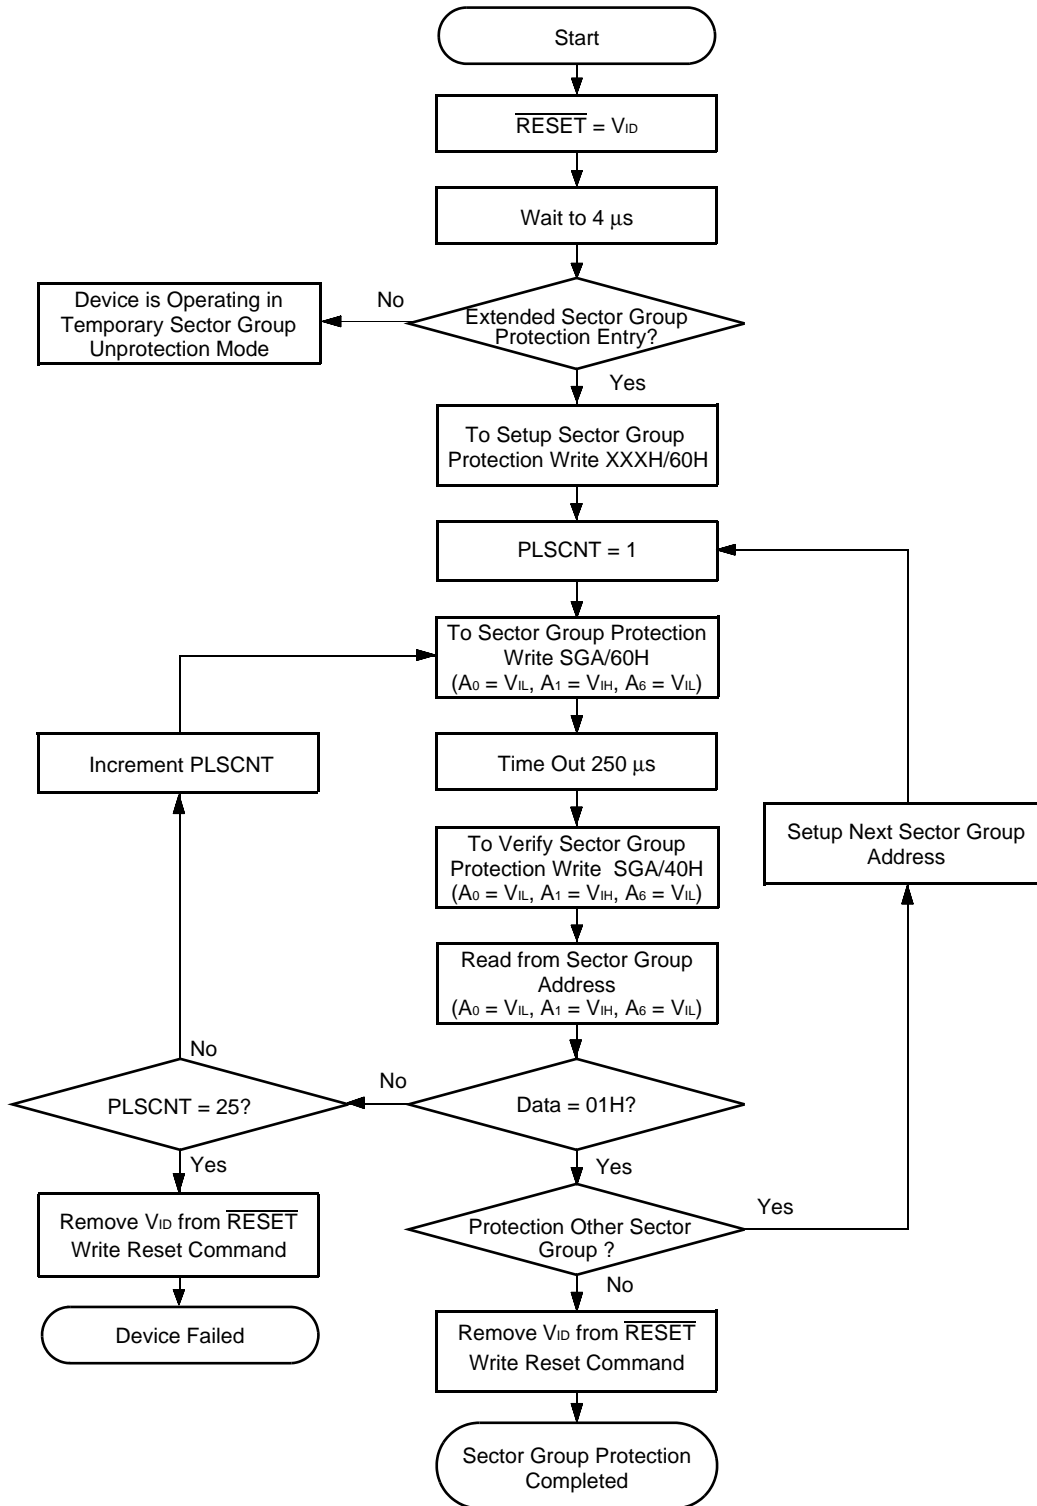 Start
RESET = VID
Wait to 4 μs
Extended Sector Group
Protection Entry?
No
Device is Operating in
Temporary Sector Group
Unprotection Mode
Yes
To Setup Sector Group
Protection Write XXXH/60H
PLSCNT = 1
To Sector Group Protection
Write SGA/60H
(A0 = VIL, A1 = VIH, A6 = VIL)
Increment PLSCNT
Time Out 250 μs
Setup Next Sector Group
Address
To Verify Sector Group
Protection Write SGA/40H
(A0 = VIL, A1 = VIH, A6 = VIL)
Read from Sector Group
Address
(A0 = VIL, A1 = VIH, A6 = VIL)
No
PLSCNT = 25?
No
Data = 01H?
Yes
Yes
Remove VID from RESET
Write Reset Command
Protection Other Sector
Group ?
Yes
No
Device Failed
Remove VID from RESET
Write Reset Command
Sector Group Protection
Completed